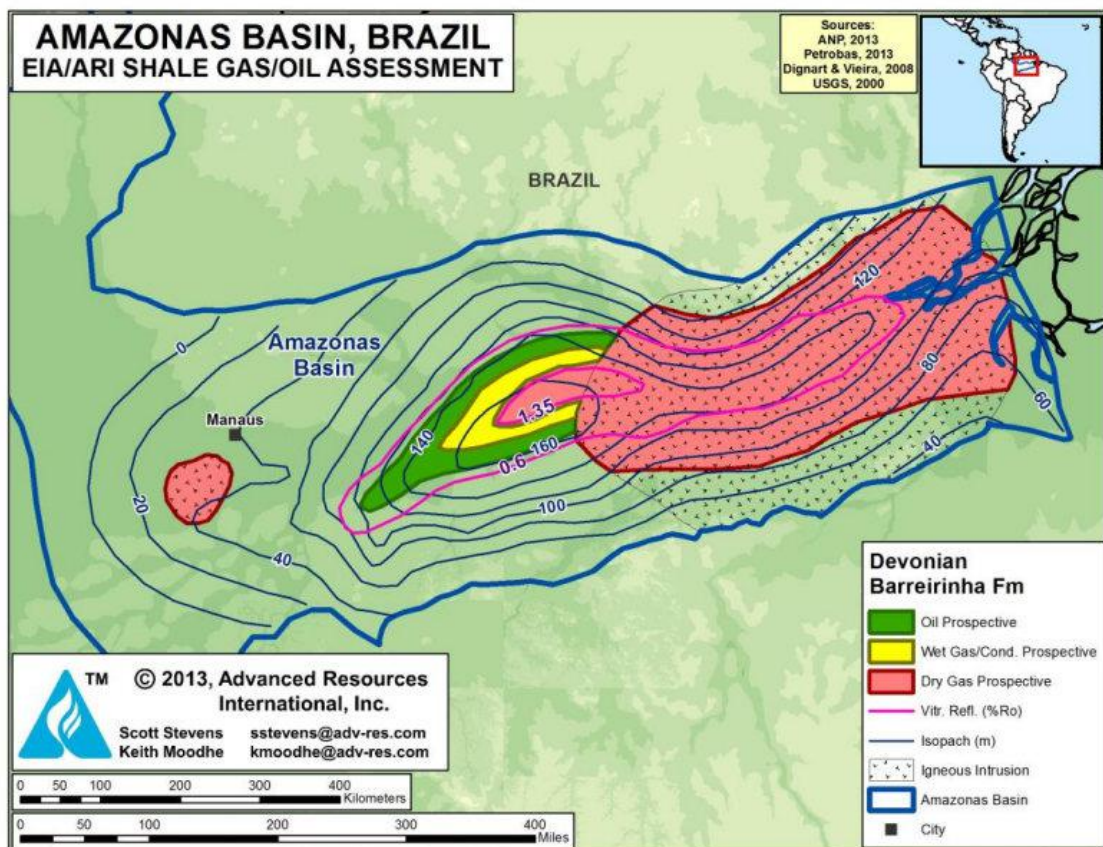 AMAZONAS BASIN, BRAZIL
EIA/ARI SHALE GAS/OIL ASSESSMENT
Sources:
ANP, 2013
Petrobas, 2013
Dignart & Vieira, 2008
USGS, 2000
BRAZIL
Amazonas
Basin
Manaus
0
20
40
140
1.35
160
0.6
100
120
80
60
40
TM
© 2013, Advanced Resources
International, Inc.
Scott Stevens sstevens@adv-res.com
Keith Moodhe kmoodhe@adv-res.com
0 50 100 200 300 400
Kilometers
0 50 100 200 300 400
Miles
Devonian
Barreirinha Fm
Oil Prospective
Wet Gas/Cond. Prospective
Dry Gas Prospective
Vitr. Refl. (%Ro)
Isopach (m)
Igneous Intrusion
Amazonas Basin
City